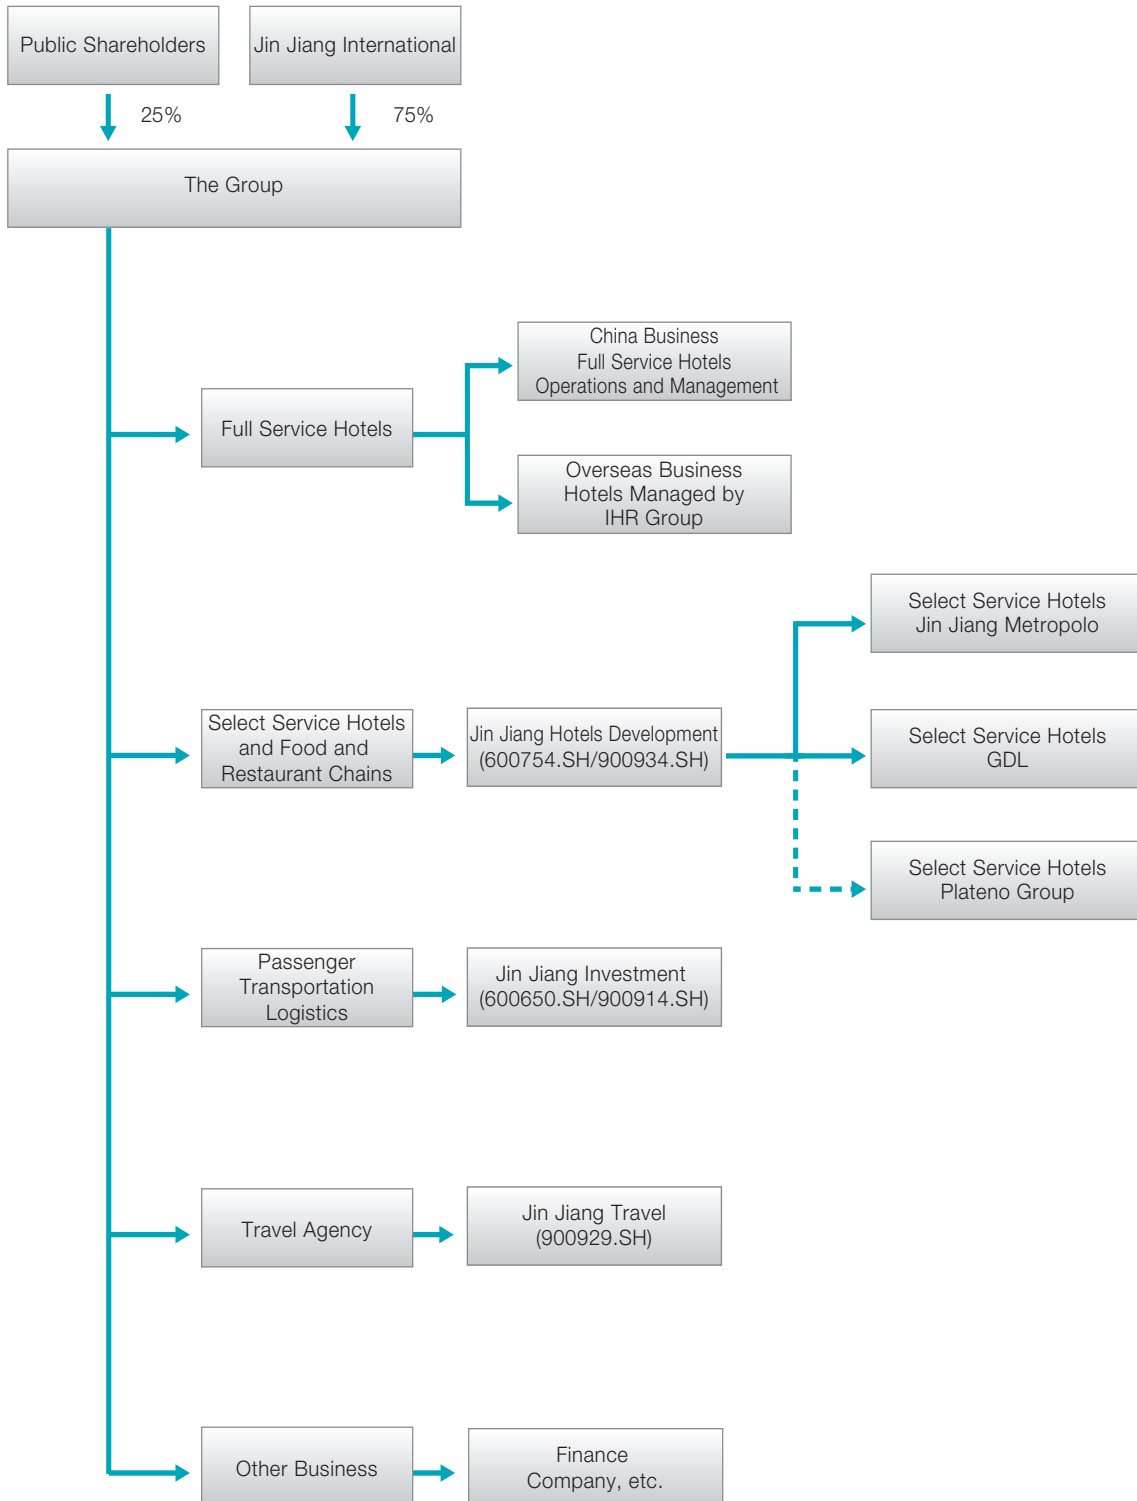 Public Shareholders
Jin Jiang International
25%
75%
The Group
China Business
Full Service Hotels
Operations and Management
Full Service Hotels
Overseas Business
Hotels Managed by
IHR Group
Select Service Hotels
Jin Jiang Metropolo
Select Service Hotels
and Food and
Restaurant Chains
Jin Jiang Hotels Development
(600754.SH/900934.SH)
Select Service Hotels
GDL
Select Service Hotels
Plateno Group
Passenger
Transportation
Logistics
Jin Jiang Investment
(600650.SH/900914.SH)
Travel Agency
Jin Jiang Travel
(900929.SH)
Other Business
Finance
Company, etc.